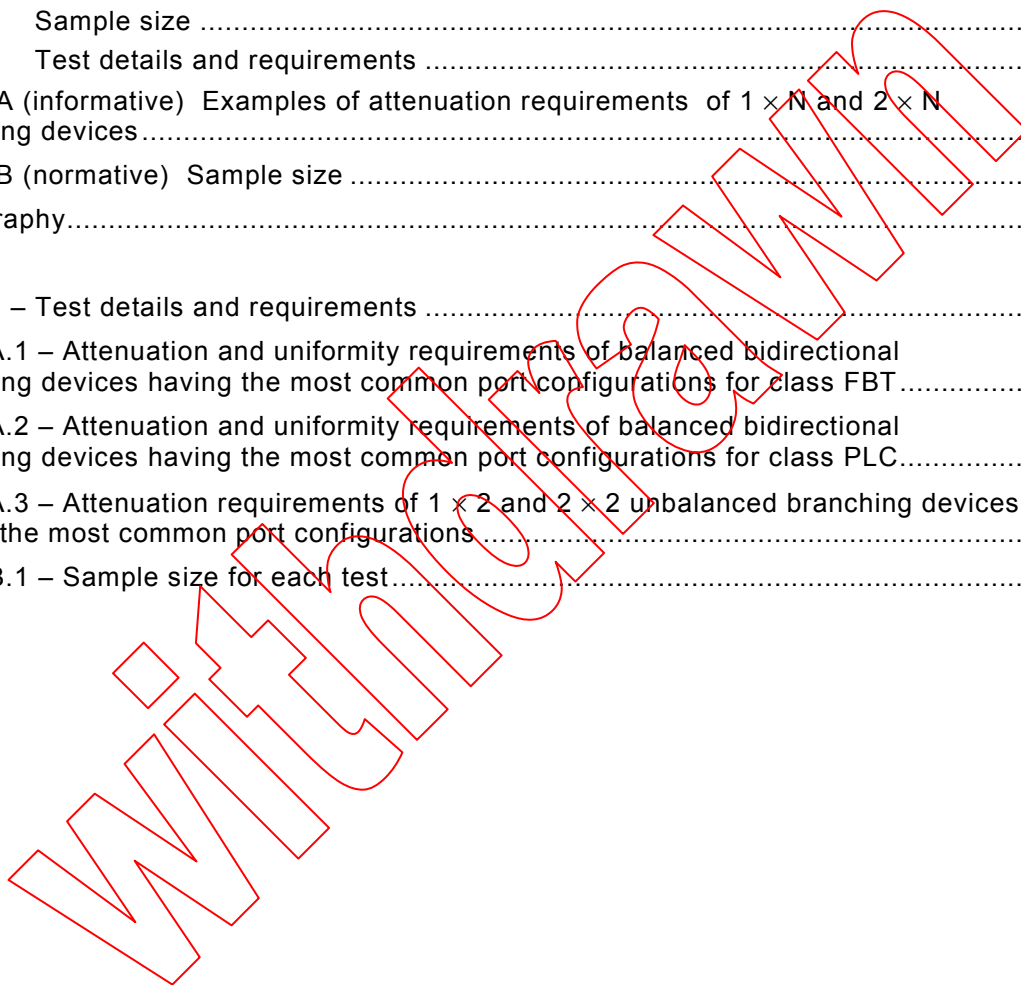 Sample size ........................................................................................................
Test details and requirements ............................................................................
A (informative) Examples of attenuation requirements of 1 × N and 2 × N
ng devices...............................................................................................................
B (normative) Sample size ......................................................................................
raphy........................................................................................................................
– Test details and requirements ............................................................................
A.1 – Attenuation and uniformity requirements of balanced bidirectional
ng devices having the most common port configurations for class FBT...............
A.2 – Attenuation and uniformity requirements of balanced bidirectional
ng devices having the most common port configurations for class PLC...............
A.3 – Attenuation requirements of 1 × 2 and 2 × 2 unbalanced branching devices
the most common port configurations.....................................................................
B.1 – Sample size for each test................................................................................
withdrawn